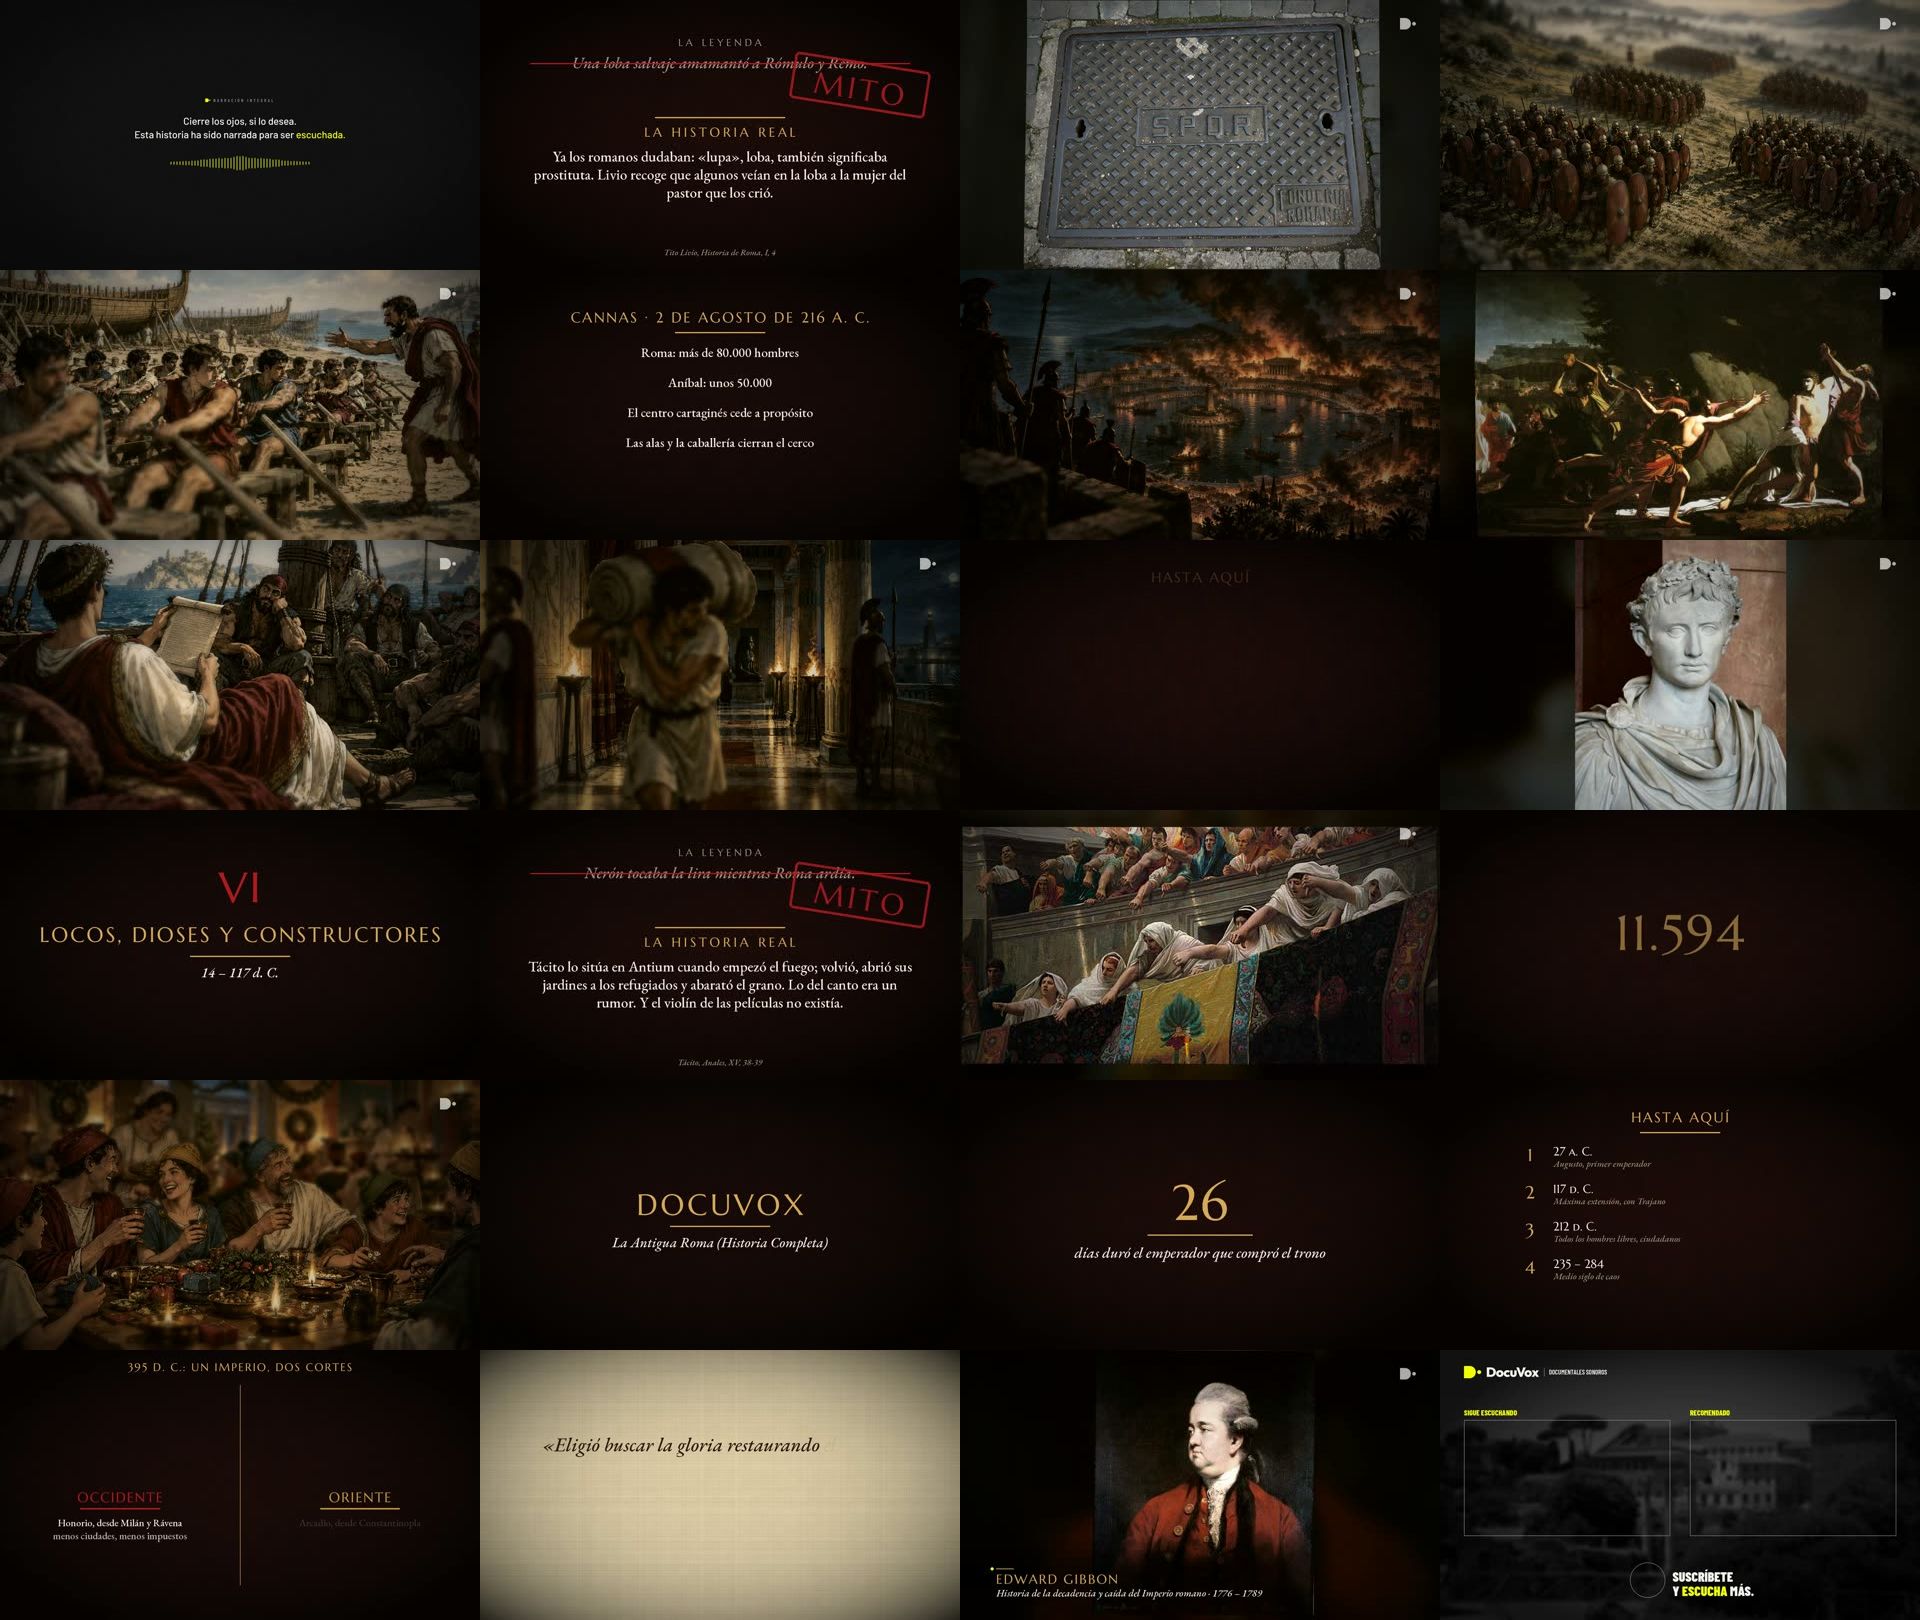 NARRACIÓN INTEGRAL
Cierre los ojos, si lo desea.
Esta historia ha sido narrada para ser escuchada.
LA LEYENDA
Una loba salvaje amamantó a Rómulo y Remo.
MITO
LA HISTORIA REAL
Ya los romanos dudaban: «lupa», loba, también significaba
prostituta. Livio recoge que algunos veían en la loba a la mujer del
pastor que los crió.
Tito Livio, Historia de Roma, I, 4
S.P.Q.R.
FONDERIA
ROMANA
CANNAS · 2 DE AGOSTO DE 216 A. C.
Roma: más de 80.000 hombres
Aníbal: unos 50.000
El centro cartaginés cede a propósito
Las alas y la caballería cierran el cerco
HASTA AQUÍ
VI
LOCOS, DIOSES Y CONSTRUCTORES
14 – 117 d. C.
LA LEYENDA
Nerón tocaba la lira mientras Roma ardía.
MITO
LA HISTORIA REAL
Tácito lo sitúa en Antium cuando empezó el fuego; volvió, abrió sus
jardines a los refugiados y abarató el grano. Lo del canto era un
rumor. Y el violín de las películas no existía.
Tácito, Anales, XV, 38-39
11.594
DOCUVOX
La Antigua Roma (Historia Completa)
26
días duró el emperador que compró el trono
HASTA AQUÍ
1 27 A. C.
Augusto, primer emperador
2 117 D. C.
Máxima extensión, con Trajano
3 212 D. C.
Todos los hombres libres, ciudadanos
4 235 – 284
Medio siglo de caos
395 D. C.: UN IMPERIO, DOS CORTES
OCCIDENTE
Honorio, desde Milán y Rávena
menos ciudades, menos impuestos
ORIENTE
Arcadio, desde Constantinopla
«Eligió buscar la gloria restaurando el
EDWARD GIBBON
Historia de la decadencia y caída del Imperio romano · 1776 – 1789
DocuVox DOCUMENTALES SONOROS
SIGUE ESCUCHANDO
RECOMENDADO
SUSCRÍBETE
Y ESCUCHA MÁS.